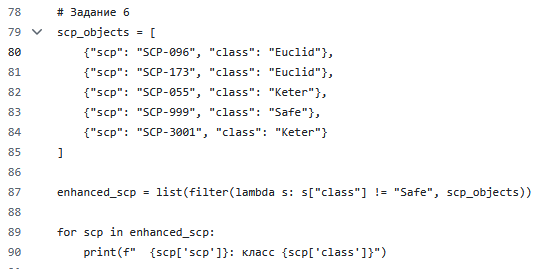 78 # Задание 6
79 scp_objects = [
80     {"scp": "SCP-096", "class": "Euclid"},
81     {"scp": "SCP-173", "class": "Euclid"},
82     {"scp": "SCP-055", "class": "Keter"},
83     {"scp": "SCP-999", "class": "Safe"},
84     {"scp": "SCP-3001", "class": "Keter"}
85 ]
86
87 enhanced_scp = list(filter(lambda s: s["class"] != "Safe", scp_objects))
88
89 for scp in enhanced_scp:
90     print(f"  {scp['scp']}: класс {scp['class']}")